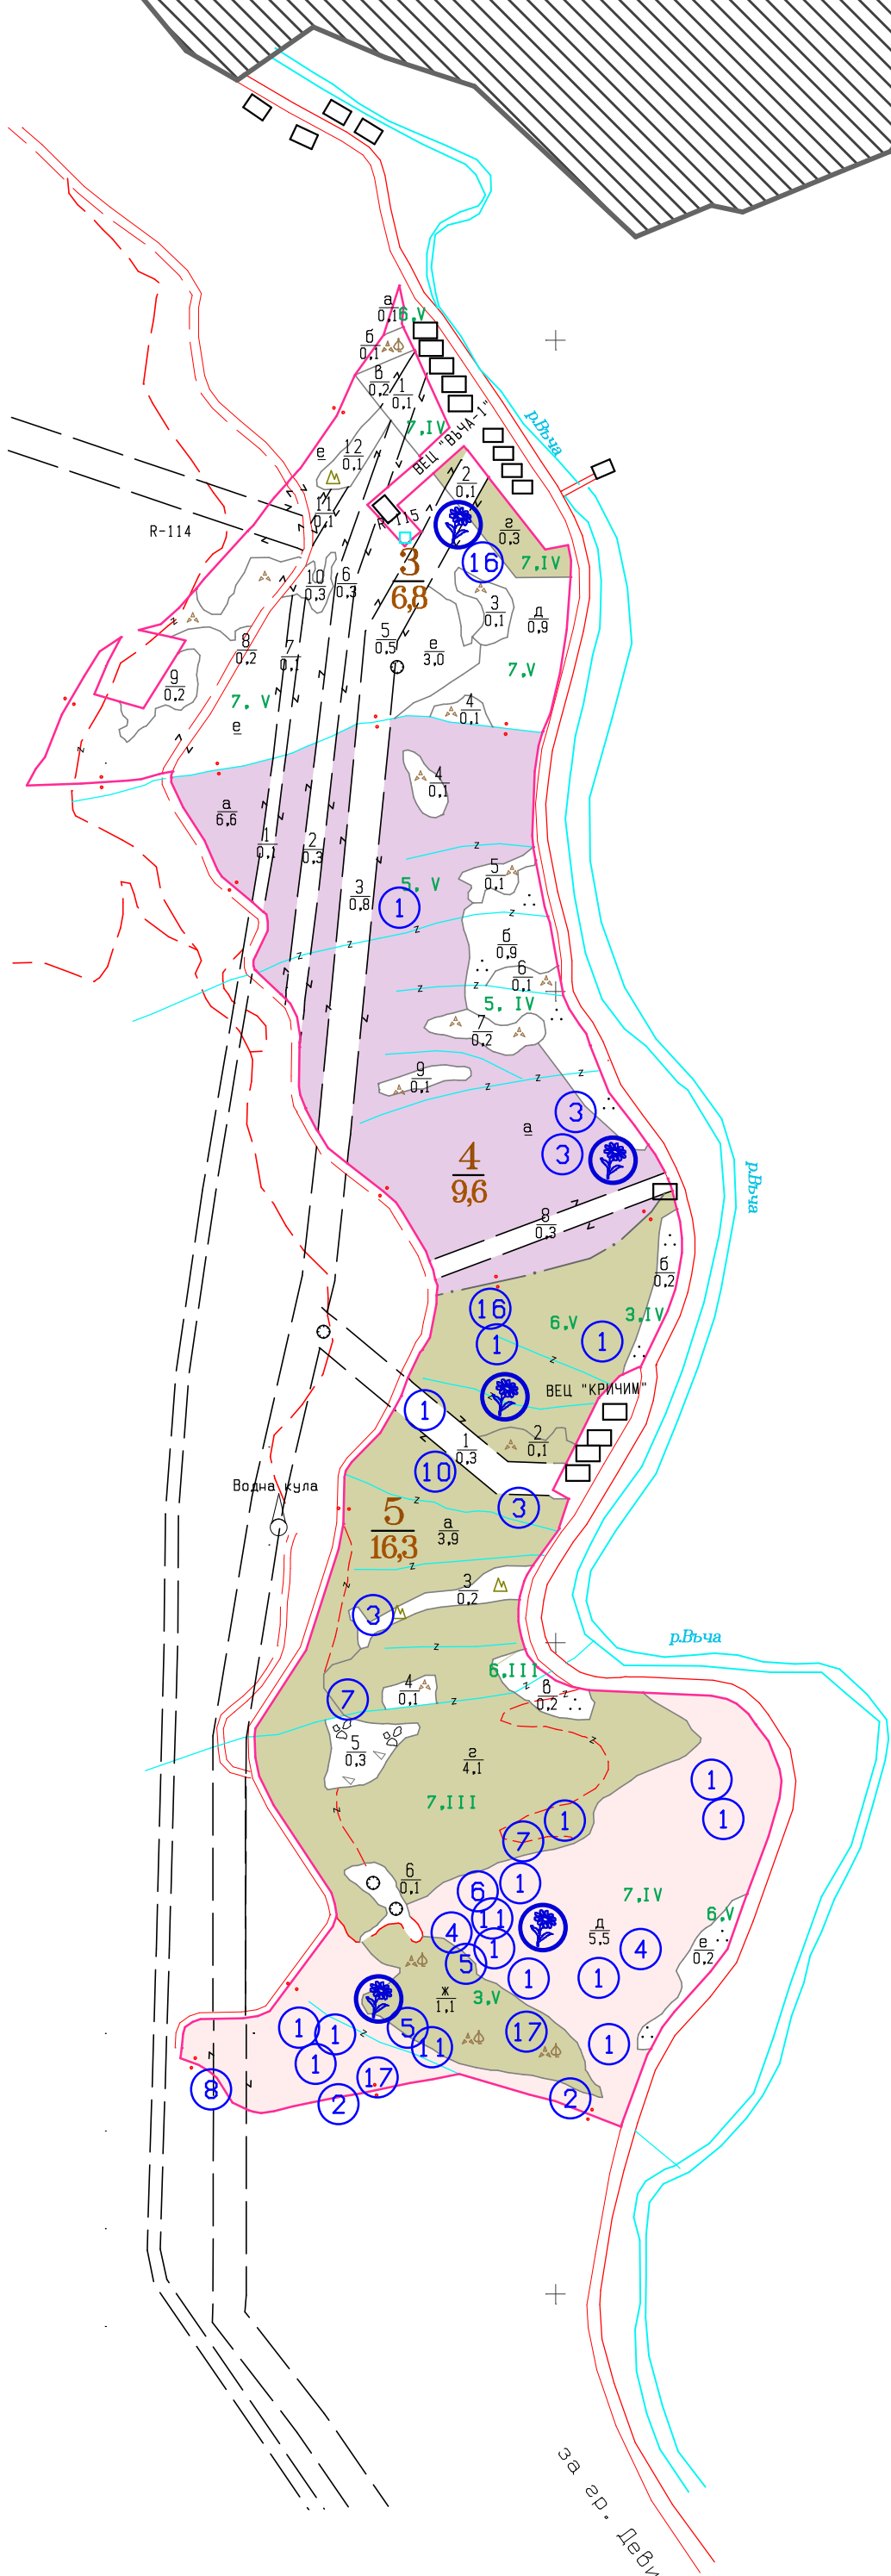 а
0,1
6,V
б
0,1
Ф
в
0,2
1
0,1
7,IV
ВЕЦ "ВЪЧА-1"
р.Въча
е
12
0,1
2
0,1
11
0,1
R-115
г
0,3
R-114
16
7,IV
3
6,8
10
0,3
6
0,3
3
0,1
д
0,9
5
0,5
е
3,0
8
0,2
7
0,1
7,V
9
0,2
7, V
4
0,1
е
4
0,1
а
6,6
1
0,1
2
0,3
5
0,1
3
0,8
5, V
1
б
0,9
6
0,1
5, IV
7
0,2
9
0,1
3
а
3
4
9,6
р.Въча
8
0,3
б
0,2
16
6,V
3,IV
1
1
ВЕЦ "КРИЧИМ"
1
1
0,3
2
0,1
10
Водна кула
3
5
16,3
а
3,9
3
0,2
3
р.Въча
6,III
7
4
0,1
в
0,2
5
0,3
г
4,1
1
7,III
1
1
7
6
0,1
6
1
7,IV
11
6,V
4
1
д
5,5
4
е
0,2
5
Ф
1
1
ж
1,1
3,V
1
1
5
11
17
1
Ф
Ф
1
8
17
2
2
за гр. Деви